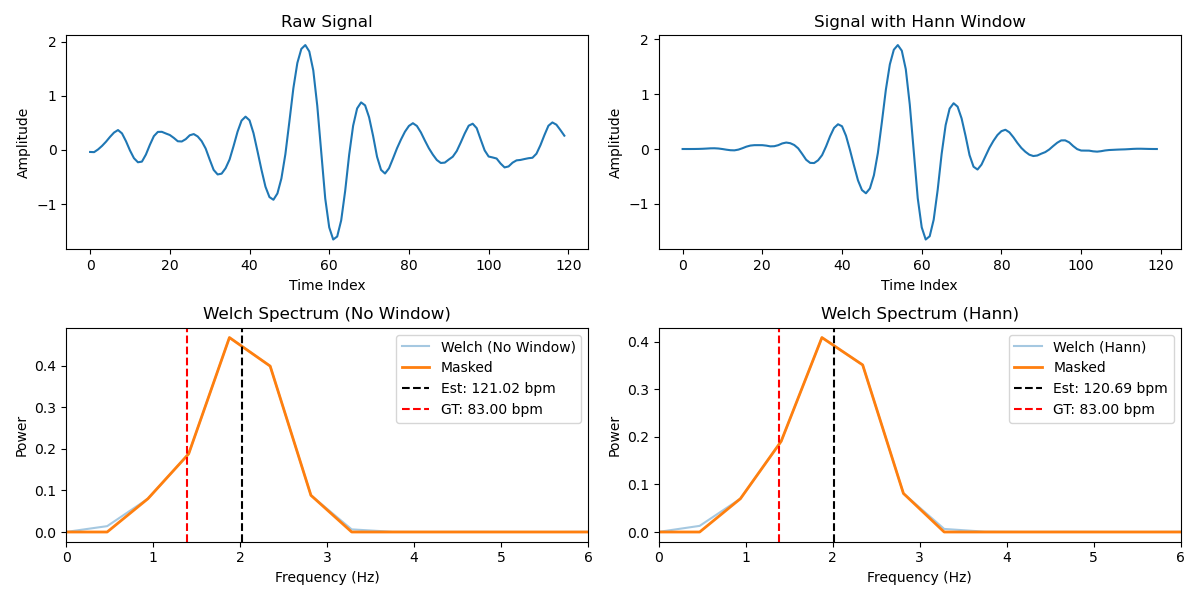 Raw Signal
Amplitude
2
1
0
−1
0 20 40 60 80 100 120
Time Index
Signal with Hann Window
Amplitude
2
1
0
−1
0 20 40 60 80 100 120
Time Index
Welch Spectrum (No Window)
Power
0.4
0.3
0.2
0.1
0.0
0 1 2 3 4 5 6
Frequency (Hz)
Welch (No Window)
Masked
Est: 121.02 bpm
GT: 83.00 bpm
Welch Spectrum (Hann)
Power
0.4
0.3
0.2
0.1
0.0
0 1 2 3 4 5 6
Frequency (Hz)
Welch (Hann)
Masked
Est: 120.69 bpm
GT: 83.00 bpm